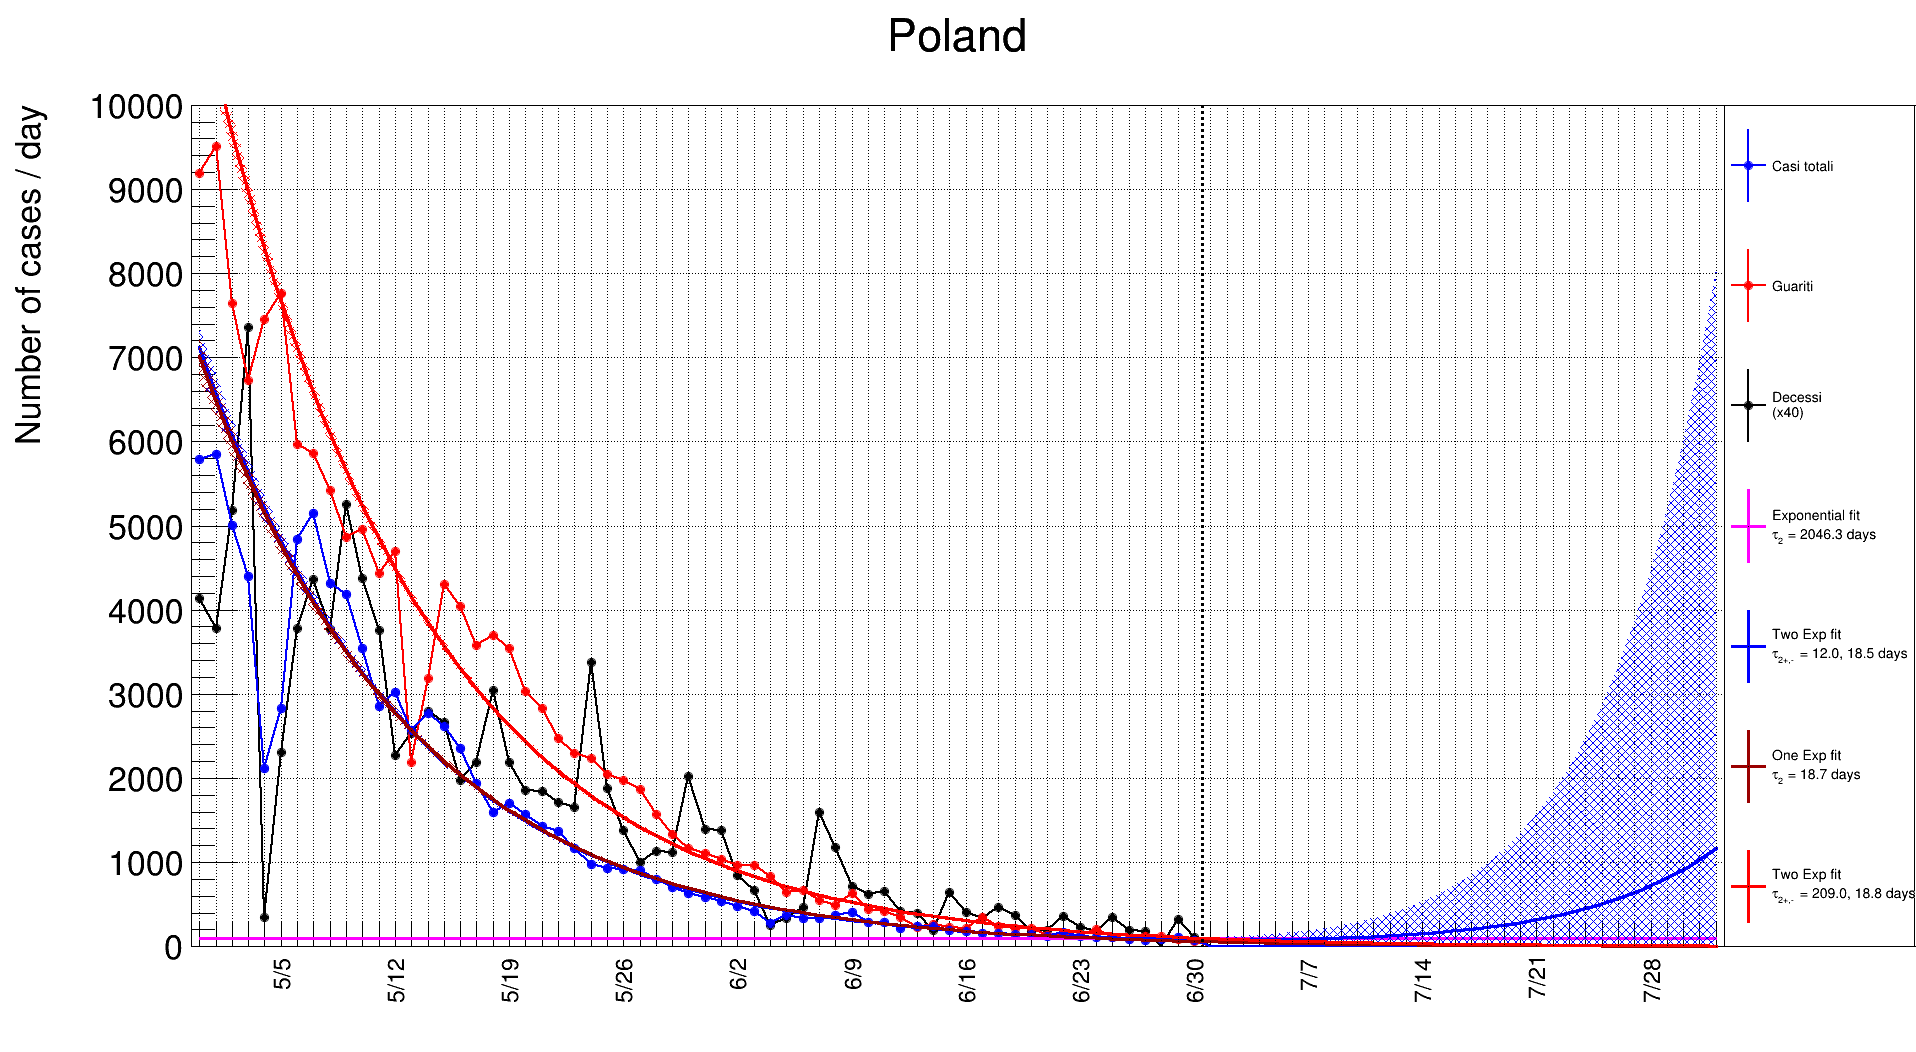 Poland
Number of cases / day
10000
9000
8000
7000
6000
5000
4000
3000
2000
1000
0
5/5
5/12
5/19
5/26
6/2
6/9
6/16
6/23
6/30
7/7
7/14
7/21
7/28
Casi totali
Guariti
Decessi
(x40)
Exponential fit
τ2 = 2046.3 days
Two Exp fit
τ2+,- = 12.0, 18.5 days
One Exp fit
τ2 = 18.7 days
Two Exp fit
τ2+,- = 209.0, 18.8 days